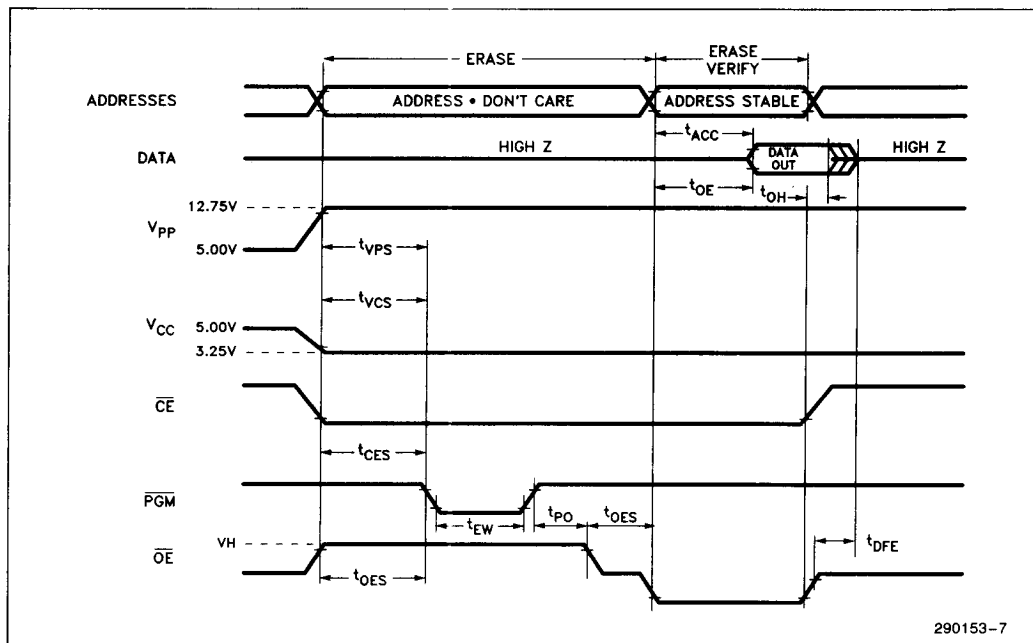 ERASE
ERASE
VERIFY
ADDRESSES
ADDRESS • DON'T CARE
ADDRESS STABLE
tACC
DATA
HIGH Z
DATA
OUT
HIGH Z
tOE
tOH
12.75V
VPP
5.00V
tVPS
tVCS
VCC
5.00V
3.25V
CE
tCES
PGM
tEW
tPO
tOES
OE
VH
tOES
tDFE
290153-7